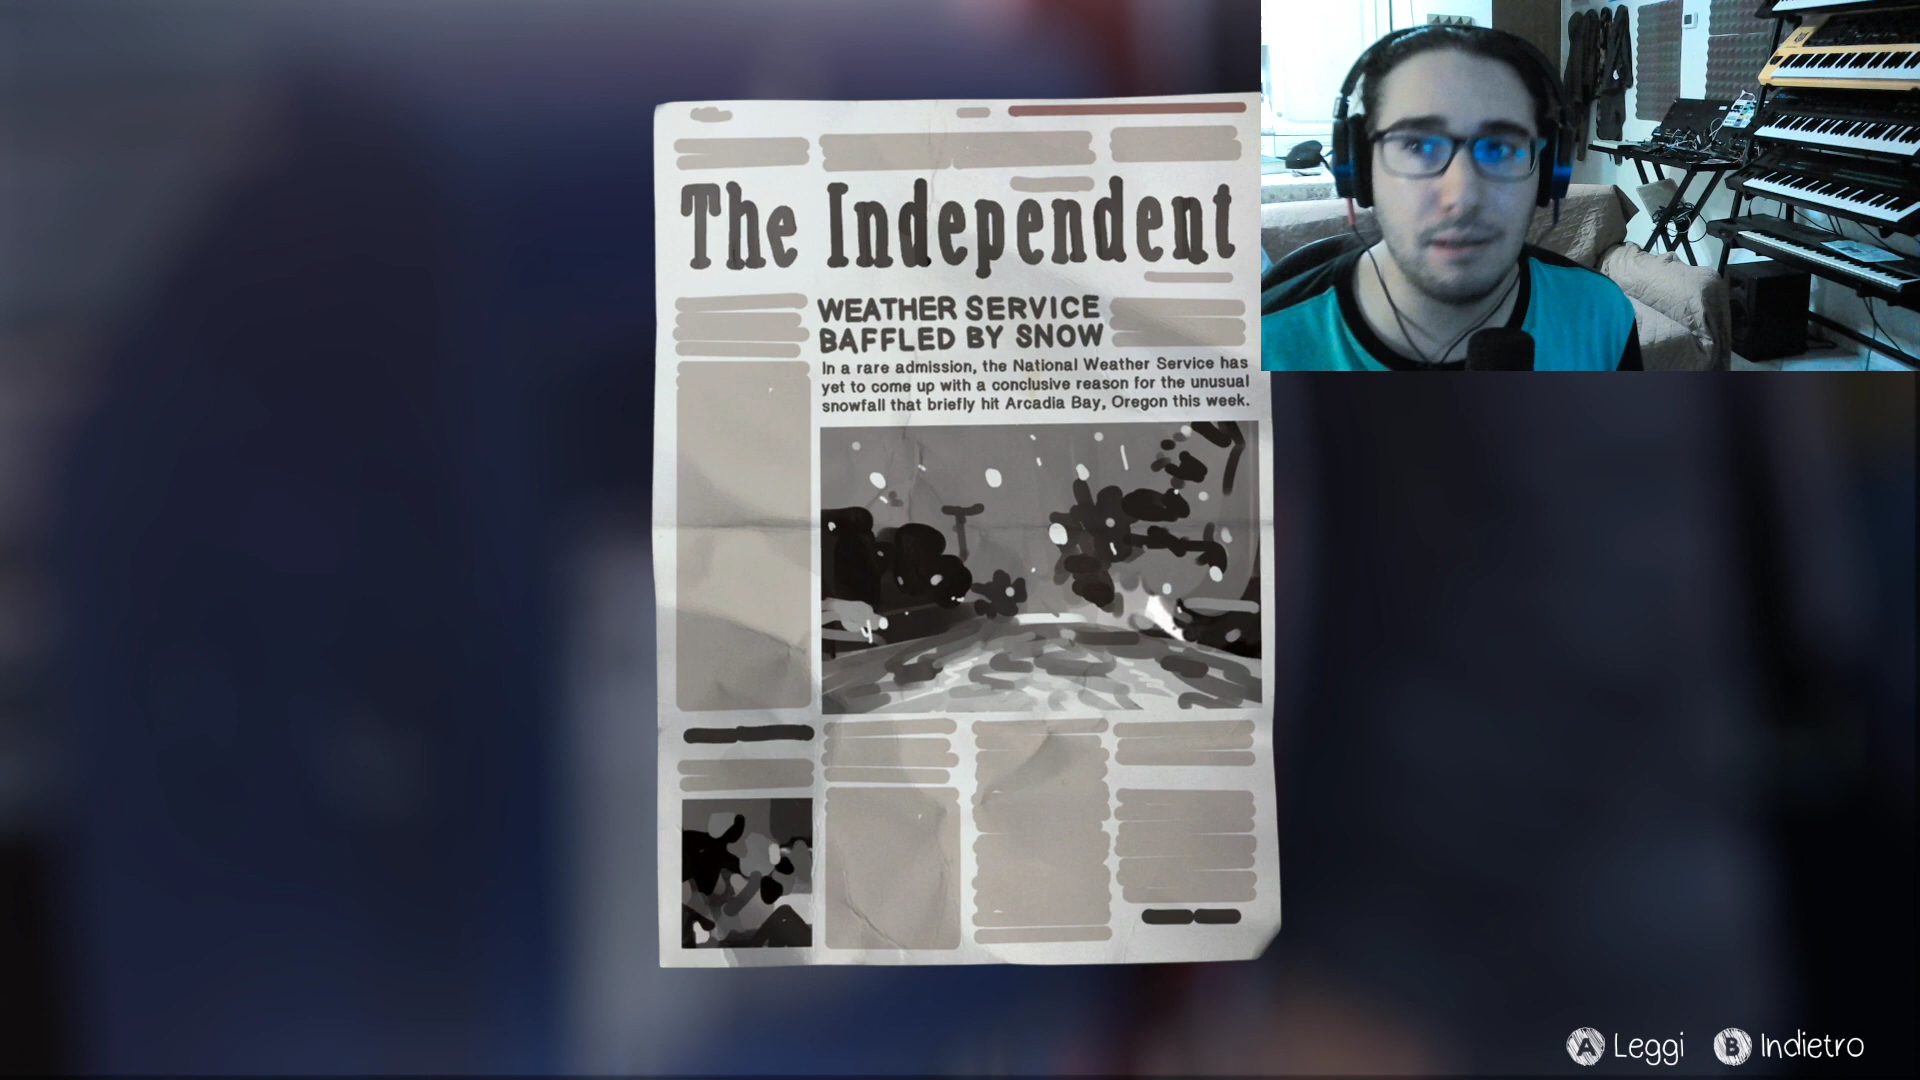 The Independent
WEATHER SERVICE
BAFFLED BY SNOW
In a rare admission, the National Weather Service has
yet to come up with a conclusive reason for the unusual
snowfall that briefly hit Arcadia Bay, Oregon this week.
A Leggi B Indietro